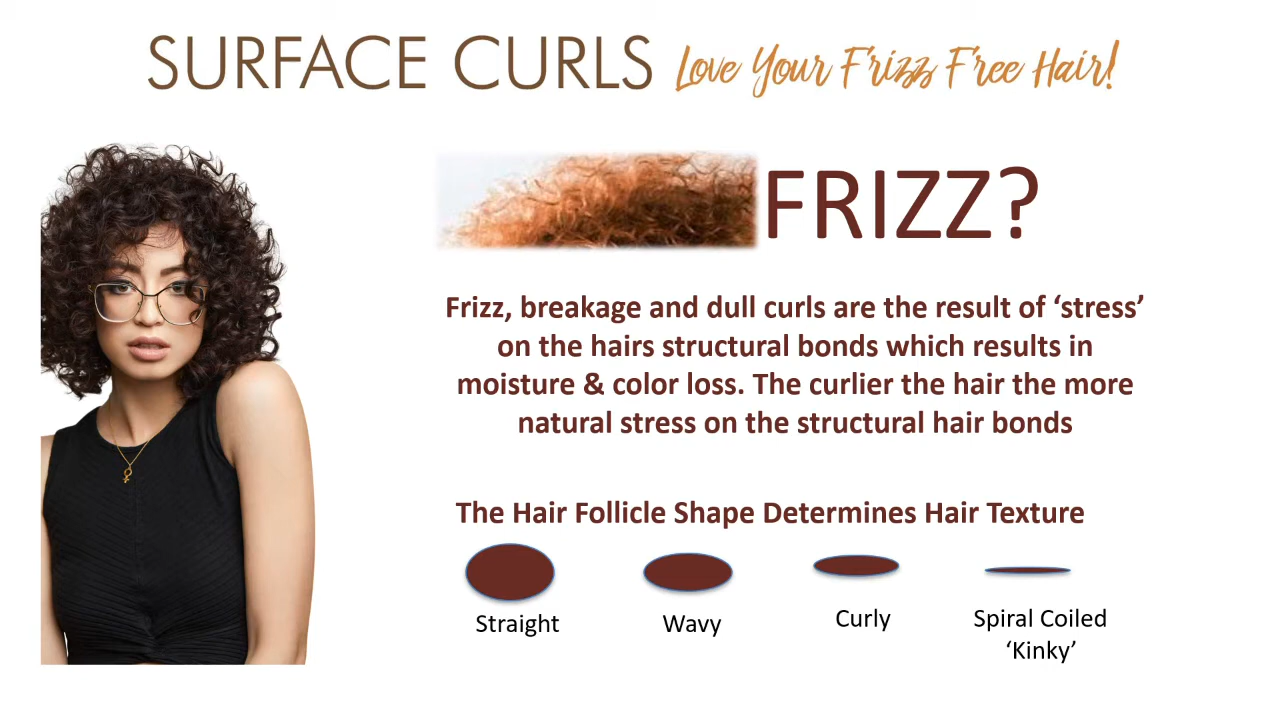 SURFACE CURLS Love Your Frizz Free Hair!
FRIZZ?
Frizz, breakage and dull curls are the result of ‘stress’
on the hairs structural bonds which results in
moisture & color loss. The curlier the hair the more
natural stress on the structural hair bonds
The Hair Follicle Shape Determines Hair Texture
Straight
Wavy
Curly
Spiral Coiled
‘Kinky’